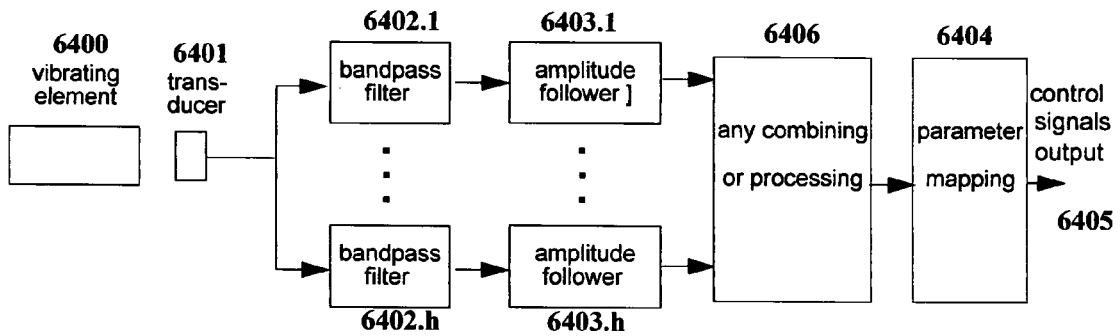 6400
vibrating
element
6401
trans-
ducer
6402.1
bandpass
filter
6403.1
amplitude
follower ]
6402.h
bandpass
filter
6403.h
amplitude
follower
6406
any combining
or processing
6404
parameter
mapping
control
signals
output
6405